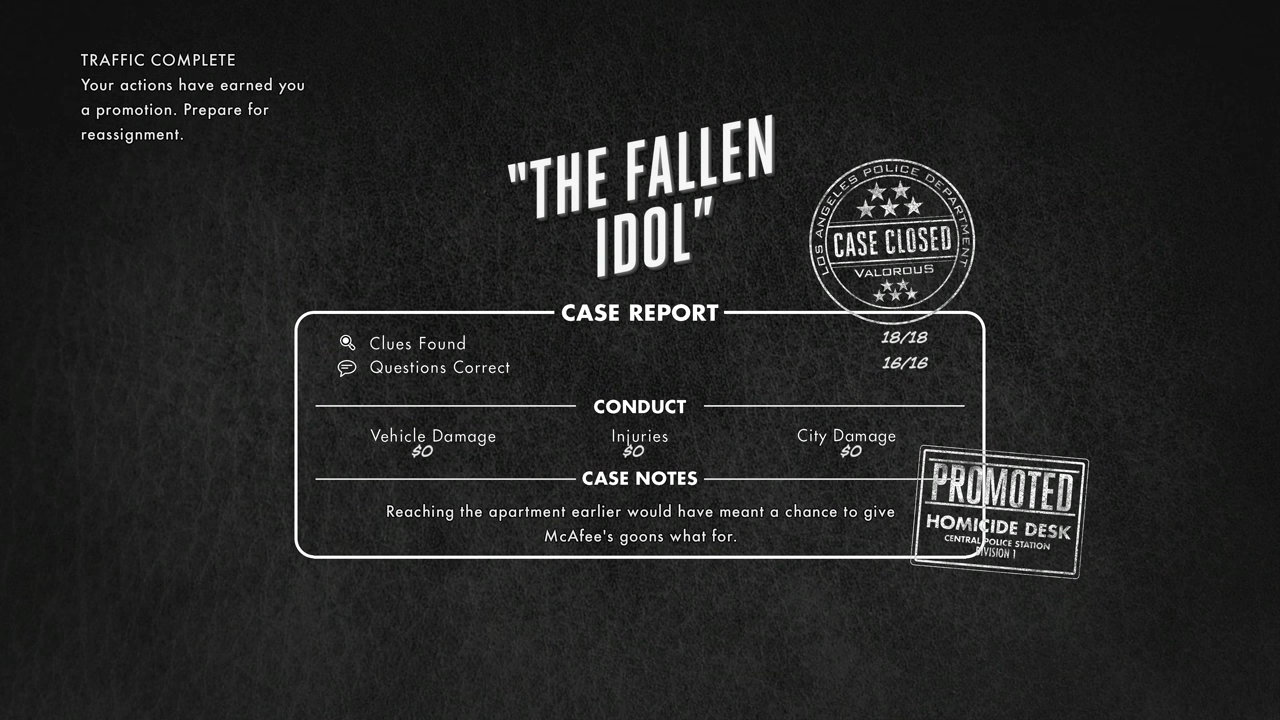 TRAFFIC COMPLETE
Your actions have earned you
a promotion. Prepare for
reassignment.
"THE FALLEN
IDOL"
LOS ANGELES POLICE DEPARTMENT
CASE CLOSED
VALOROUS
CASE REPORT
Clues Found 18/18
Questions Correct 16/16
CONDUCT
Vehicle Damage Injuries City Damage
$0 $0 $0
CASE NOTES
Reaching the apartment earlier would have meant a chance to give
McAfee's goons what for.
PROMOTED
HOMICIDE DESK
CENTRAL POLICE STATION
DIVISION 1